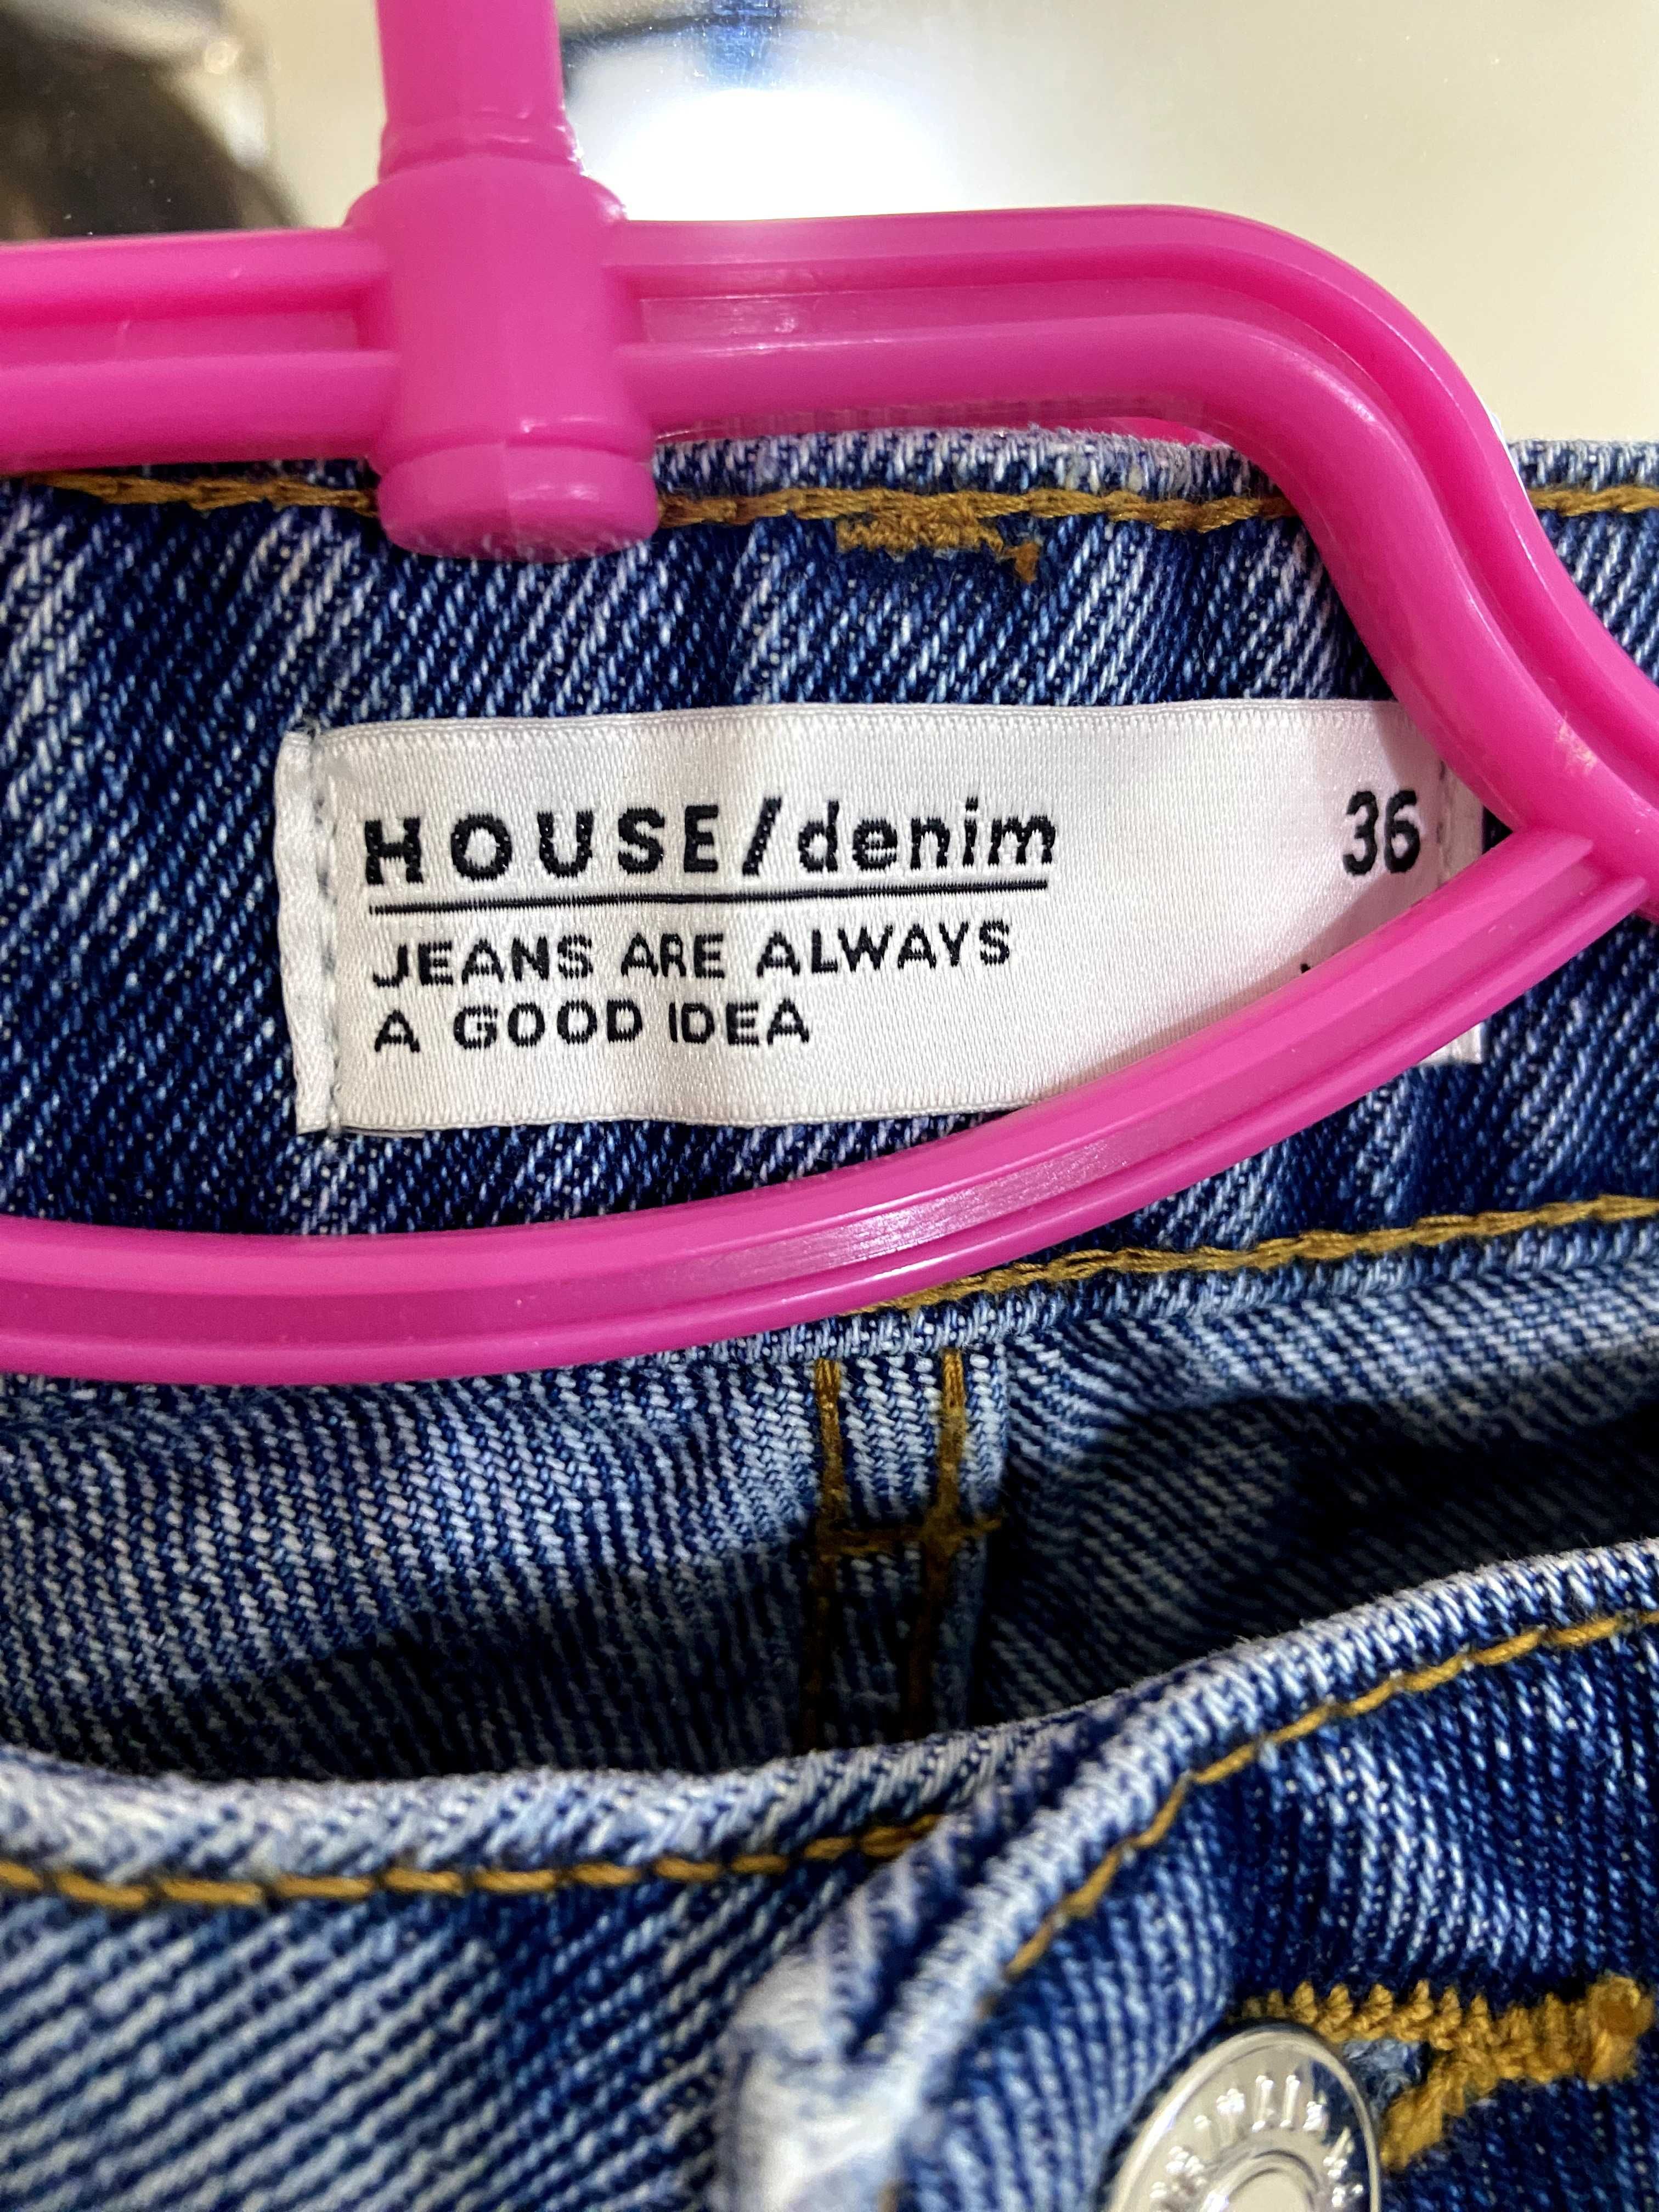 HOUSE/denim 36
JEANS ARE ALWAYS
A GOOD IDEA